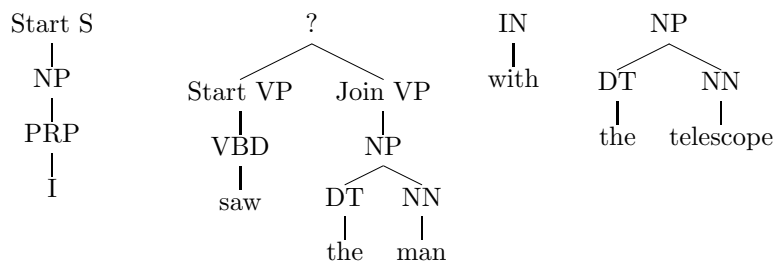 Start S ? IN NP
NP Start VP Join VP with DT NN
PRP VBD NP the telescope
I saw DT NN
the man